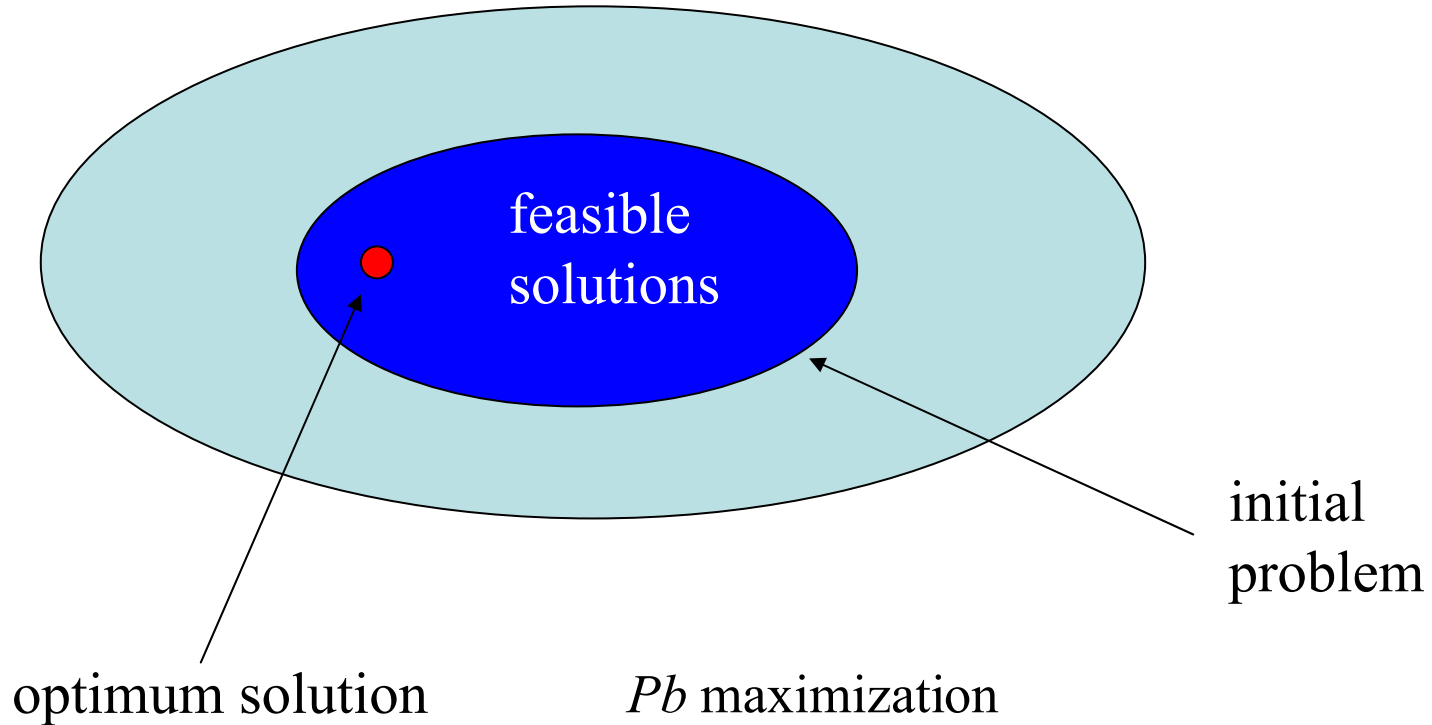 feasible
solutions
initial
problem
optimum solution
Pb maximization